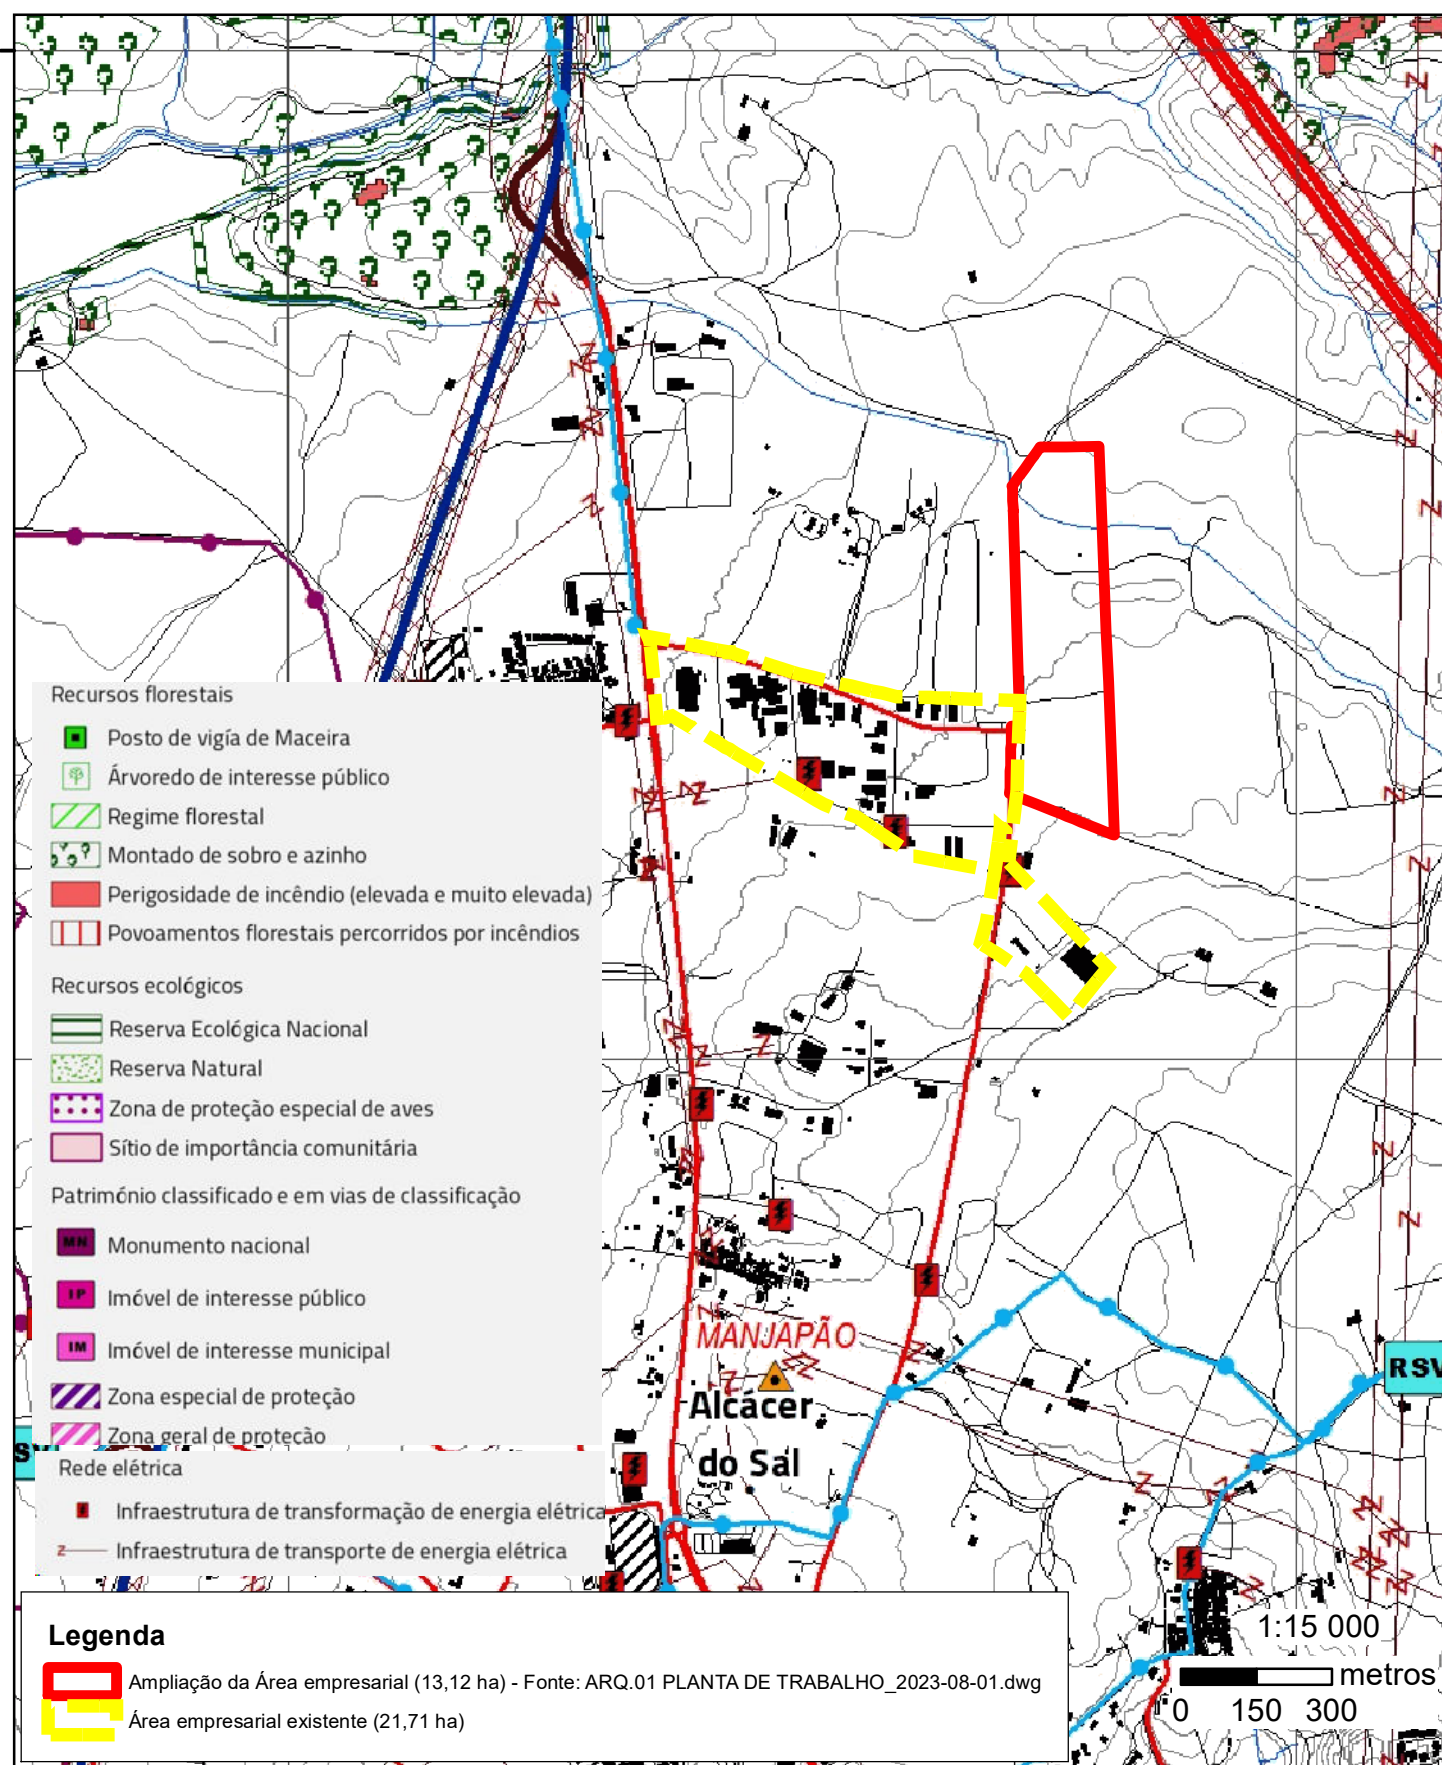 Recursos florestais
Posto de vigía de Maceira
Árvoredo de interesse público
Regime florestal
Montado de sobro e azinho
Perigosidade de incêndio (elevada e muito elevada)
Povoamentos florestais percorridos por incêndios
Recursos ecológicos
Reserva Ecológica Nacional
Reserva Natural
Zona de proteção especial de aves
Sítio de importância comunitária
Património classificado e em vias de classificação
MN Monumento nacional
IP Imóvel de interesse público
IM Imóvel de interesse municipal
Zona especial de proteção
Zona geral de proteção
Rede elétrica
Infraestrutura de transformação de energia elétrica
Infraestrutura de transporte de energia elétrica
MANJAPÃO
Alcácer
do Sal
RSV
Legenda
Ampliação da Área empresarial (13,12 ha) - Fonte: ARQ.01 PLANTA DE TRABALHO_2023-08-01.dwg
Área empresarial existente (21,71 ha)
1:15 000
metros
0 150 300